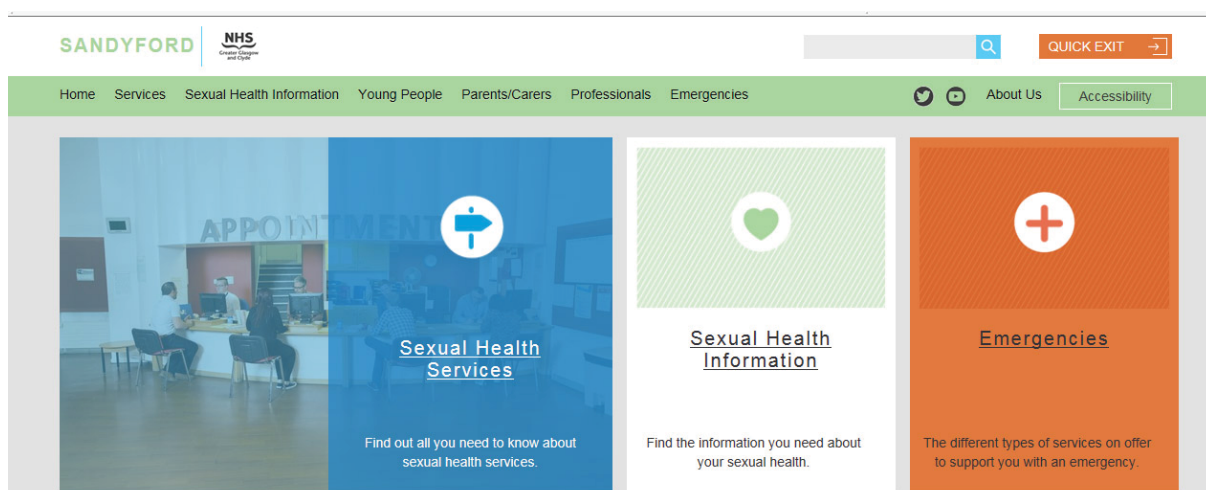 SANDYFORD
NHS
Greater Glasgow
and Clyde
QUICK EXIT
Home Services Sexual Health Information Young People Parents/Carers Professionals Emergencies About Us Accessibility
APPOINTMENT
Sexual Health
Services
Find out all you need to know about
sexual health services.
Sexual Health
Information
Find the information you need about
your sexual health.
Emergencies
The different types of services on offer
to support you with an emergency.